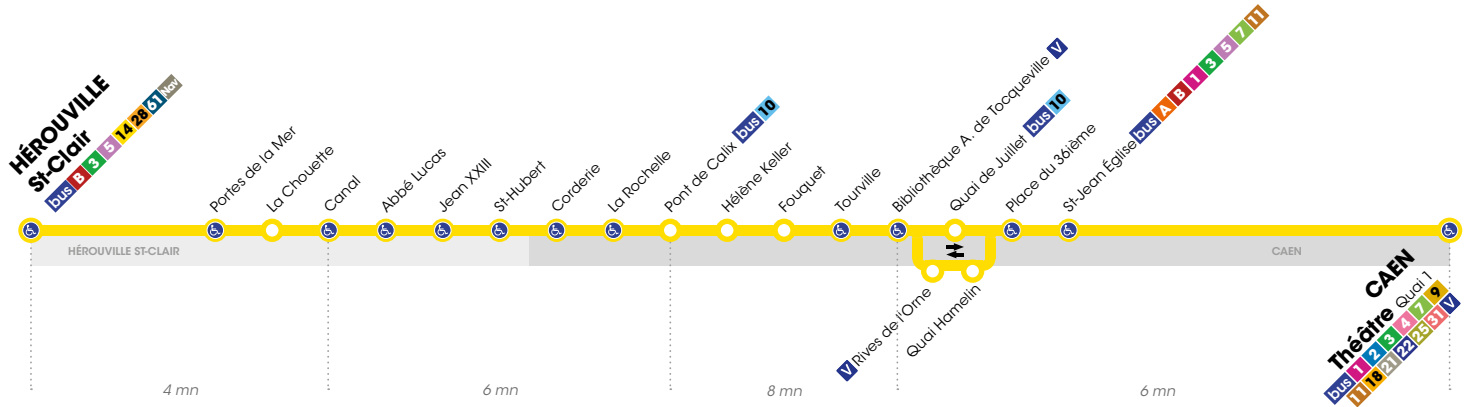 HÉROUVILLE
St-Clair
bus B 3 5 14 28 61 Nav
Portes de la Mer
La Chouette
Canal
Abbé Lucas
Jean XXIII
St-Hubert
Corderie
La Rochelle
Pont de Calix bus 10
Hélène Keller
Fouquet
Tourville
Bibliothèque A. de Tocqueville V
Quai de Juillet bus 10
Place du 36ième
St-Jean Église bus A B 1 3 5 7 11
HÉROUVILLE ST-CLAIR
CAEN
V Rives de l'Orne
Quai Hamelin
CAEN
Théâtre Quai 1
bus 1 2 3 4 7 9
11 18 21 22 25 31 V
4 mn
6 mn
8 mn
6 mn